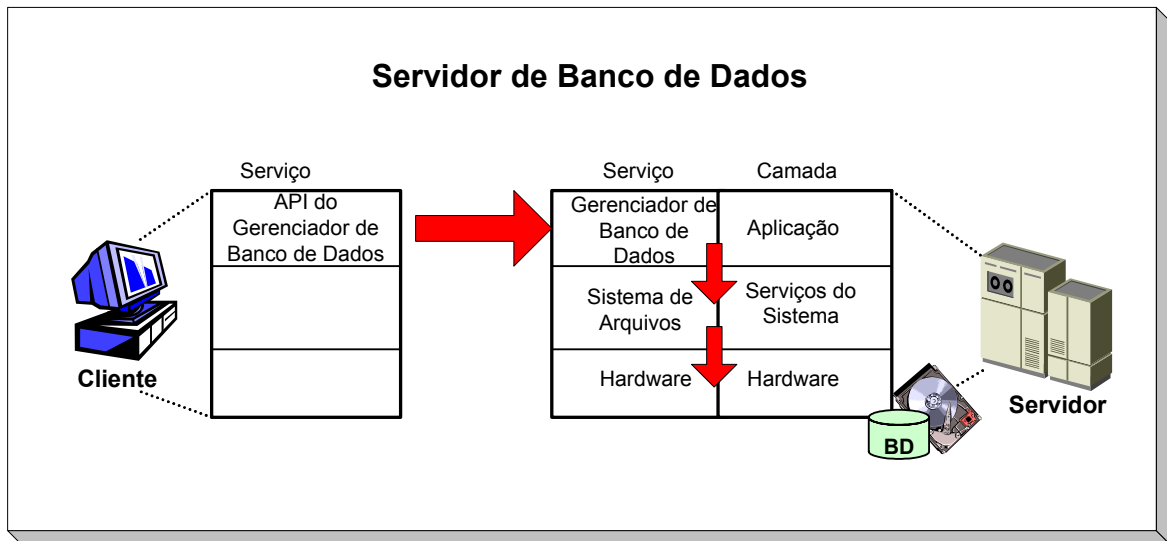 Servidor de Banco de Dados
Serviço
Serviço
Camada
API do
Gerenciador de
Banco de Dados
Gerenciador de
Banco de
Dados
Aplicação
Sistema de
Arquivos
Serviços do
Sistema
Hardware
Hardware
Cliente
Servidor
BD